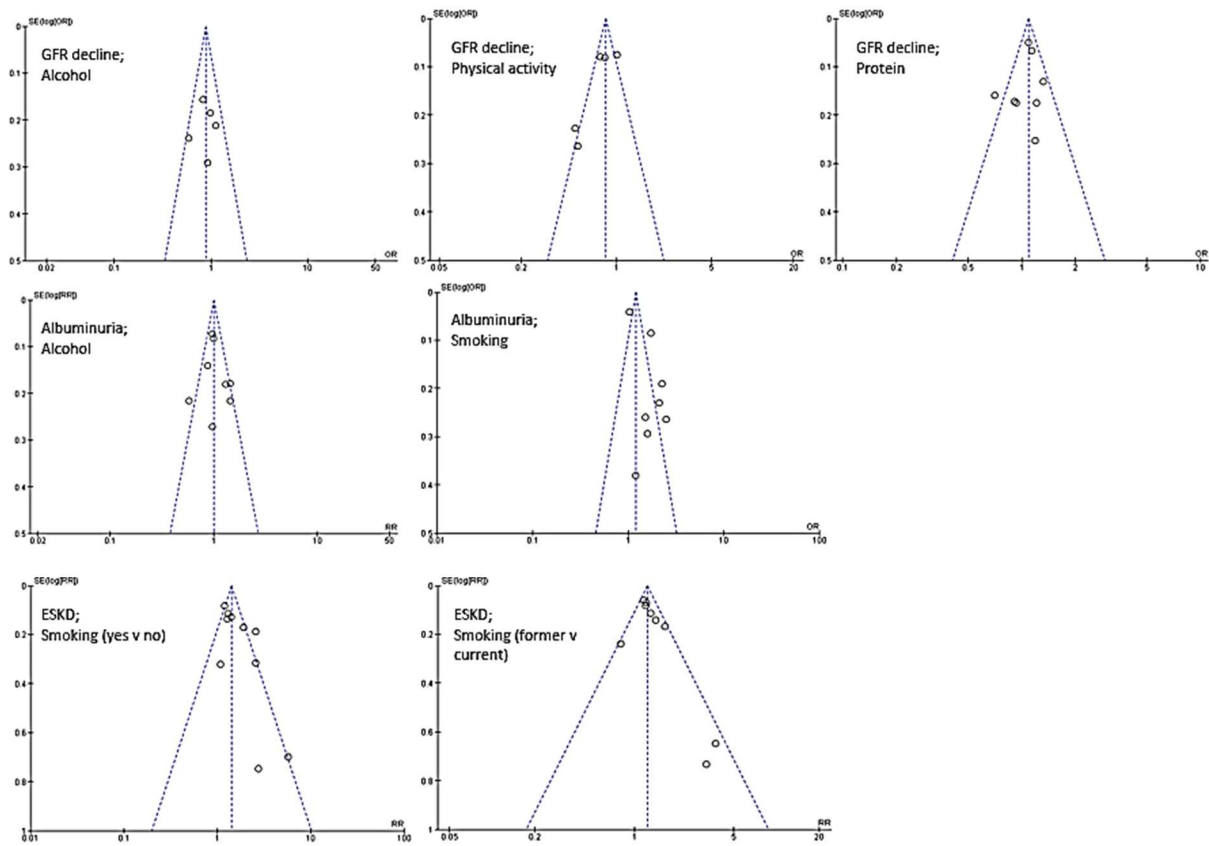 SE(log[OR])
GFR decline;
Alcohol
0
0.1
0.2
0.3
0.4
0.5
0.02
0.1
1
10
50
OR
SE(log[OR])
GFR decline;
Physical activity
0
0.1
0.2
0.3
0.4
0.5
0.05
0.2
1
5
20
OR
SE(log[OR])
GFR decline;
Protein
0
0.1
0.2
0.3
0.4
0.5
0.1
0.2
0.5
1
2
5
10
OR
SE(log[RR])
Albuminuria;
Alcohol
0
0.1
0.2
0.3
0.4
0.5
0.02
0.1
1
10
50
RR
SE(log[OR])
Albuminuria;
Smoking
0
0.1
0.2
0.3
0.4
0.5
0.01
0.1
1
10
100
OR
SE(log[RR])
ESKD;
Smoking (yes v no)
0
0.2
0.4
0.6
0.8
1
0.01
0.1
1
10
100
RR
SE(log[RR])
ESKD;
Smoking (former v
current)
0
0.2
0.4
0.6
0.8
1
0.05
0.2
1
5
20
RR